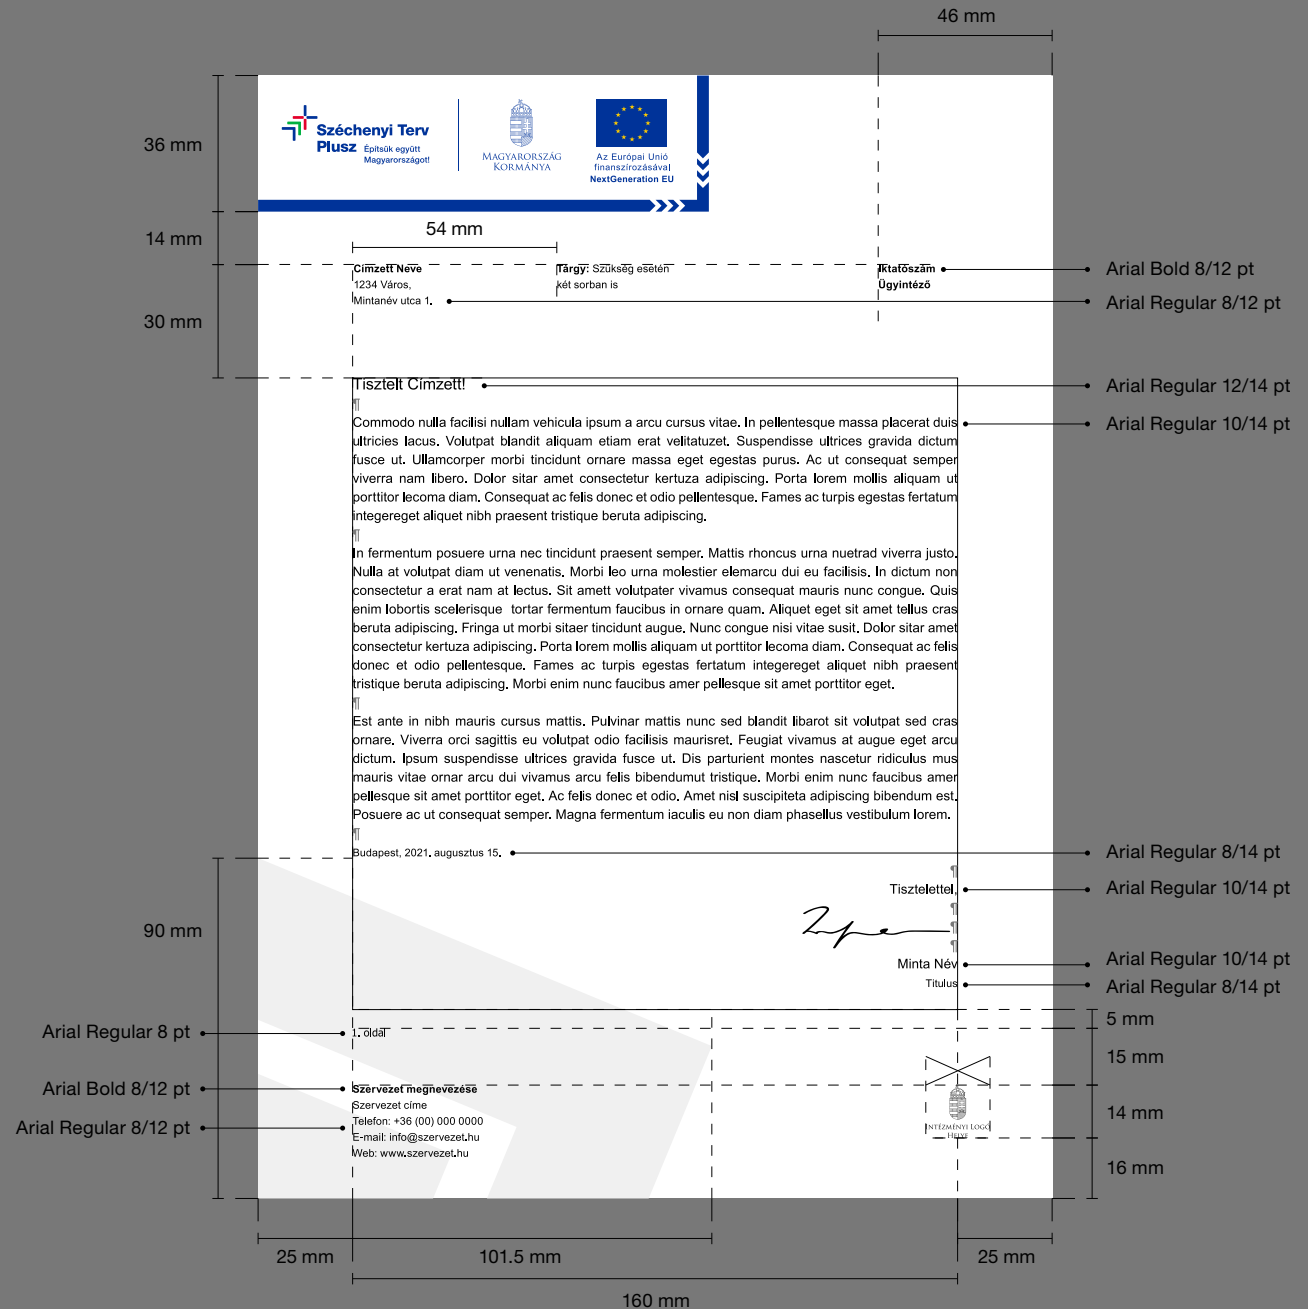 46 mm
36 mm
Széchenyi Terv
Plusz Építsük együtt
Magyarországot!
MAGYARORSZÁG
KORMÁNYA
Az Európai Unió
finanszírozásával
NextGeneration EU
14 mm
54 mm
30 mm
Címzett Neve
1234 Város,
Mintanév utca 1.
Tárgy: Szükség esetén
két sorban is
Iktatószám
Ügyintéző
Arial Bold 8/12 pt
Arial Regular 8/12 pt
Tisztelt Címzett!
Arial Regular 12/14 pt
¶
Commodo nulla facilisi nullam vehicula ipsum a arcu cursus vitae. In pellentesque massa placerat duis
Arial Regular 10/14 pt
ultricies lacus. Volutpat blandit aliquam etiam erat velitatuzet. Suspendisse ultrices gravida dictum
fusce ut. Ullamcorper morbi tincidunt ornare massa eget egestas purus. Ac ut consequat semper
viverra nam libero. Dolor sitar amet consectetur kertuza adipiscing. Porta lorem mollis aliquam ut
porttitor lecoma diam. Consequat ac felis donec et odio pellentesque. Fames ac turpis egestas fertatum
integereget aliquet nibh praesent tristique beruta adipiscing.
¶
In fermentum posuere urna nec tincidunt praesent semper. Mattis rhoncus urna nuetrad viverra justo.
Nulla at volutpat diam ut venenatis. Morbi leo urna molestier elemarcu dui eu facilisis. In dictum non
consectetur a erat nam at lectus. Sit amett volutpater vivamus consequat mauris nunc congue. Quis
enim lobortis scelerisque tortar fermentum faucibus in ornare quam. Aliquet eget sit amet tellus cras
beruta adipiscing. Fringa ut morbi sitaer tincidunt augue. Nunc congue nisi vitae susit. Dolor sitar amet
consectetur kertuza adipiscing. Porta lorem mollis aliquam ut porttitor lecoma diam. Consequat ac felis
donec et odio pellentesque. Fames ac turpis egestas fertatum integereget aliquet nibh praesent
tristique beruta adipiscing. Morbi enim nunc faucibus amer pellesque sit amet porttitor eget.
¶
Est ante in nibh mauris cursus mattis. Pulvinar mattis nunc sed blandit libarot sit volutpat sed cras
ornare. Viverra orci sagittis eu volutpat odio facilisis maurisret. Feugiat vivamus at augue eget arcu
dictum. Ipsum suspendisse ultrices gravida fusce ut. Dis parturient montes nascetur ridiculus mus
mauris vitae ornar arcu dui vivamus arcu felis bibendumut tristique. Morbi enim nunc faucibus amer
pellesque sit amet porttitor eget. Ac felis donec et odio. Amet nisl suscipiteta adipiscing bibendum est.
Posuere ac ut consequat semper. Magna fermentum iaculis eu non diam phasellus vestibulum lorem.
¶
Budapest, 2021. augusztus 15.
Arial Regular 8/14 pt
¶
Tisztelettel,
Arial Regular 10/14 pt
¶
¶
¶
90 mm
Minta Név
Arial Regular 10/14 pt
Titulus
Arial Regular 8/14 pt
5 mm
Arial Regular 8 pt
1. oldal
15 mm
Arial Bold 8/12 pt
Szervezet megnevezése
Szervezet címe
Telefon: +36 (00) 000 0000
E-mail: info@szervezet.hu
Web: www.szervezet.hu
Arial Regular 8/12 pt
14 mm
INTÉZMÉNYI LOGÓ
HELYE
16 mm
25 mm
101.5 mm
25 mm
160 mm